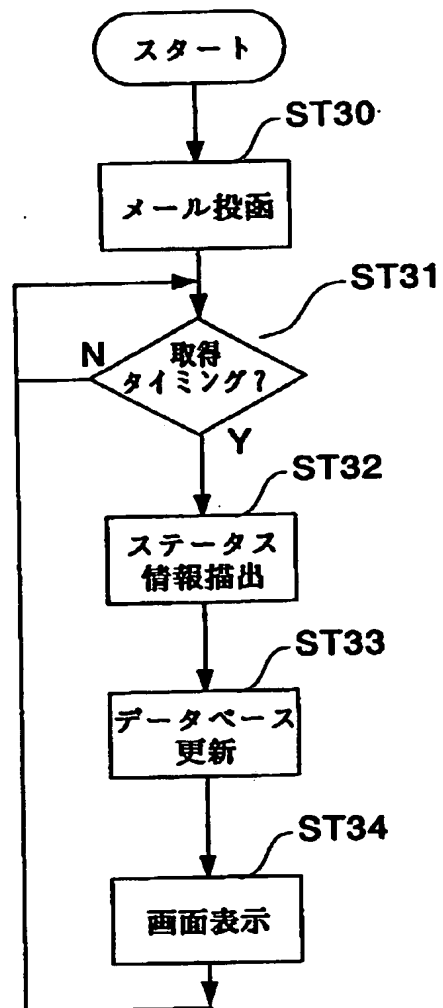 スタート
ST30
メール投函
ST31
取得
タイミング？
N
Y
ST32
ステータス
情報描出
ST33
データベース
更新
ST34
画面表示